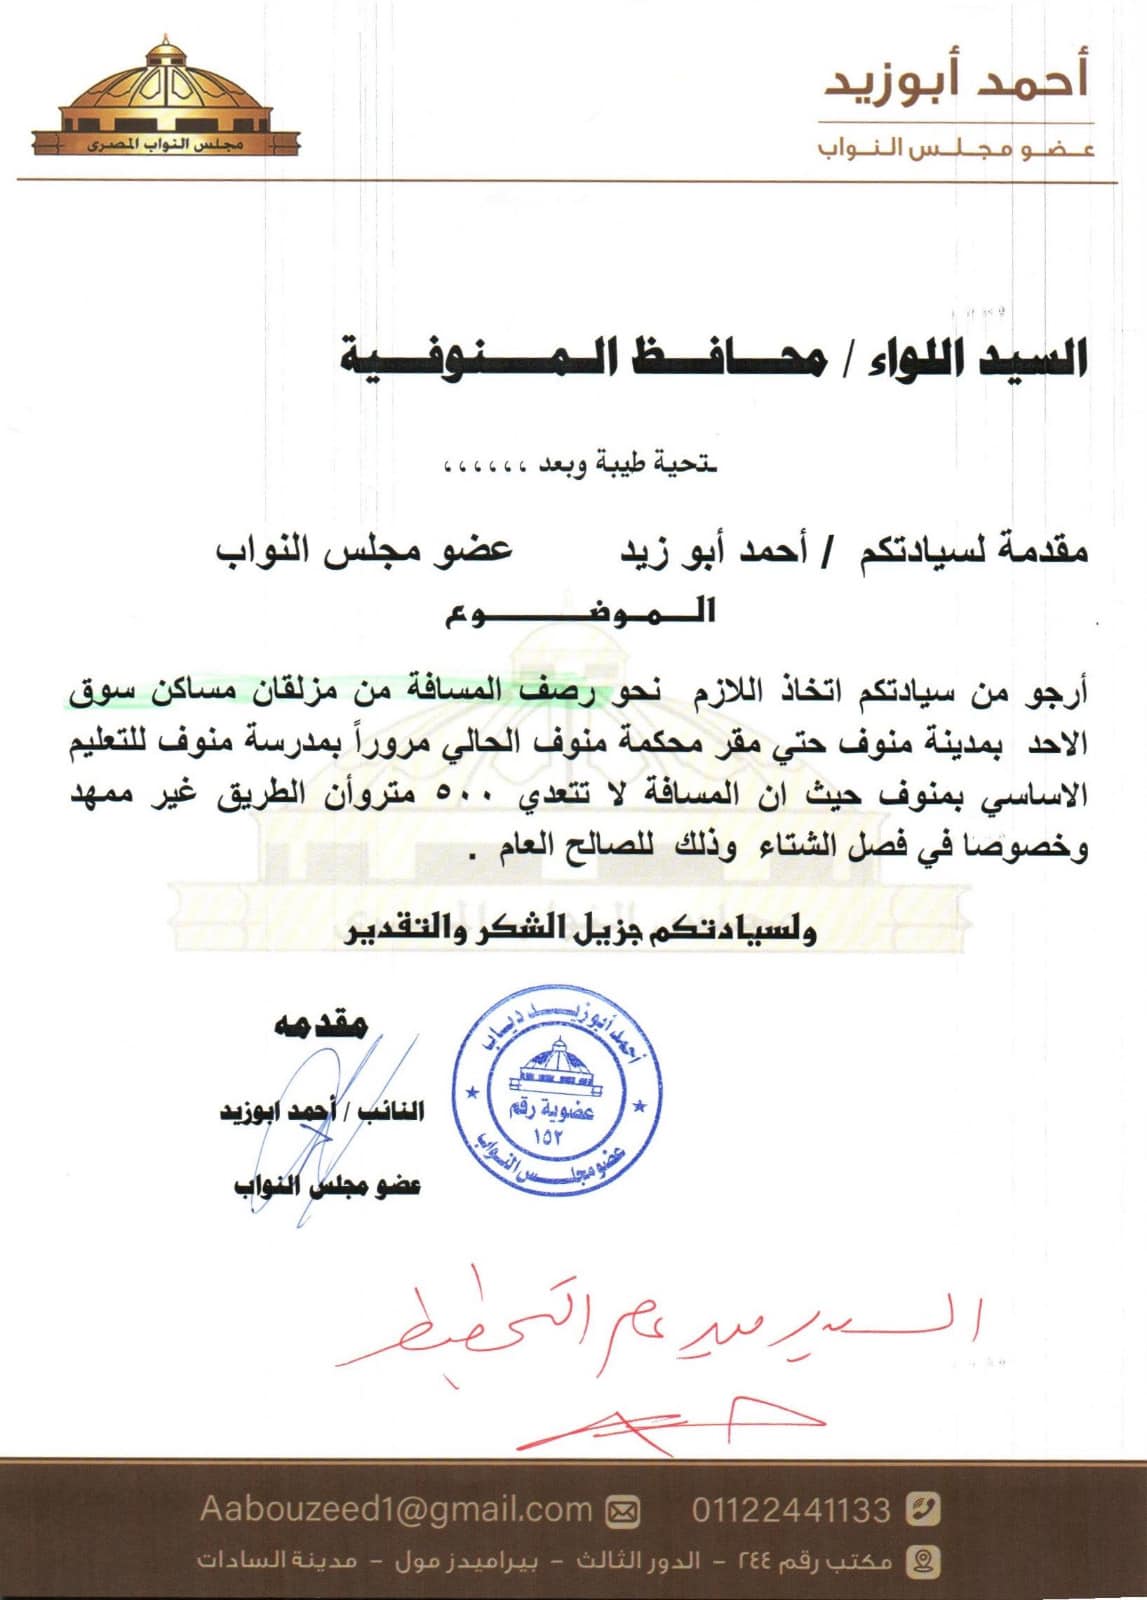 أحمد أبوزيد
عضو مجلس النواب
مجلس النواب المصرى
السيد اللواء / محافظ المنوفية
تحية طيبة وبعد ،،،،،،
مقدمة لسيادتكم / أحمد أبو زيد عضو مجلس النواب
الموضوع
أرجو من سيادتكم اتخاذ اللازم نحو رصف المسافة من مزلقان مساكن سوق
الاحد بمدينة منوف حتي مقر محكمة منوف الحالي مروراً بمدرسة منوف للتعليم
الاساسي بمنوف حيث ان المسافة لا تتعدي ٥٠٠ متروأن الطريق غير ممهد
وخصوصا في فصل الشتاء وذلك للصالح العام .
ولسيادتكم جزيل الشكر والتقدير
مقدمه
النائب / أحمد ابوزيد
عضو مجلس النواب
أحمد أبوزيد دياب
عضوية رقم
١٥٢
عضو مجلس النواب
السيد مدير عام التخطيط
01122441133 Aabouzeed1@gmail.com
مكتب رقم ٢٤٤ - الدور الثالث - بيراميدز مول - مدينة السادات